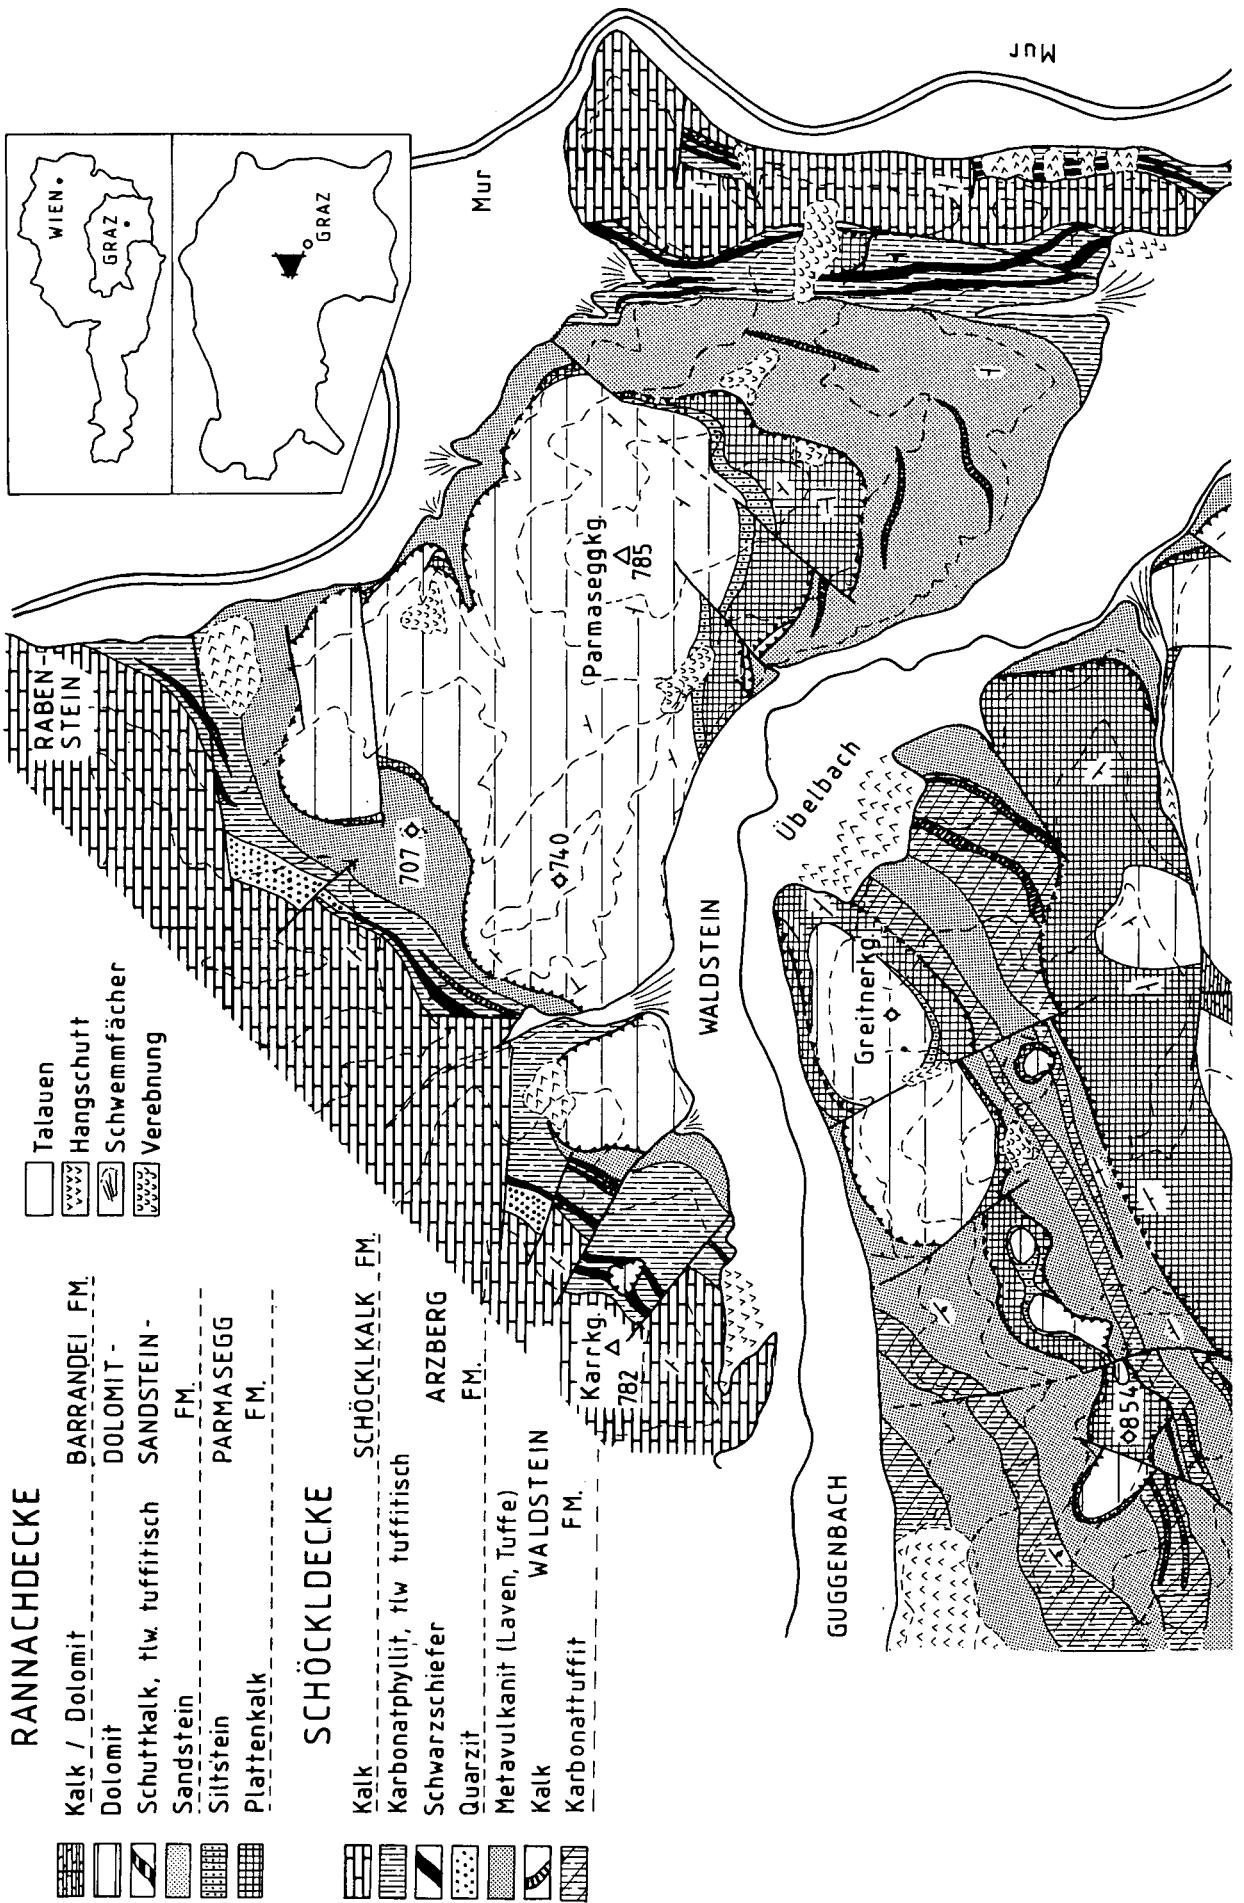 RANNACHDECKE
Kalk / Dolomit BARRANDEI FM.
Dolomit DOLOMIT -
Schuttkalk, tlw. tuffitisch SANDSTEIN-
Sandstein FM.
Siltstein PARMASEGG
Plattenkalk FM.
SCHÖCKLDECKE
Kalk SCHÖCKLKALK FM.
Karbonatphyllit, tlw tuffitisch
Schwarzschiefer ARZBERG
Quarzit FM.
Metavulkanit (Laven, Tuffe)
Kalk WALDSTEIN
Karbonattuffit FM.
Talauen
Hangschutt
Schwemmfächer
Verebnung
WIEN
GRAZ
GRAZ
Mur
Mur
RABEN-
STEIN
707
740
Parmaseggkg.
785
WALDSTEIN
Übelbach
Karrkg.
782
Greitnerkg.
GUGGENBACH
854